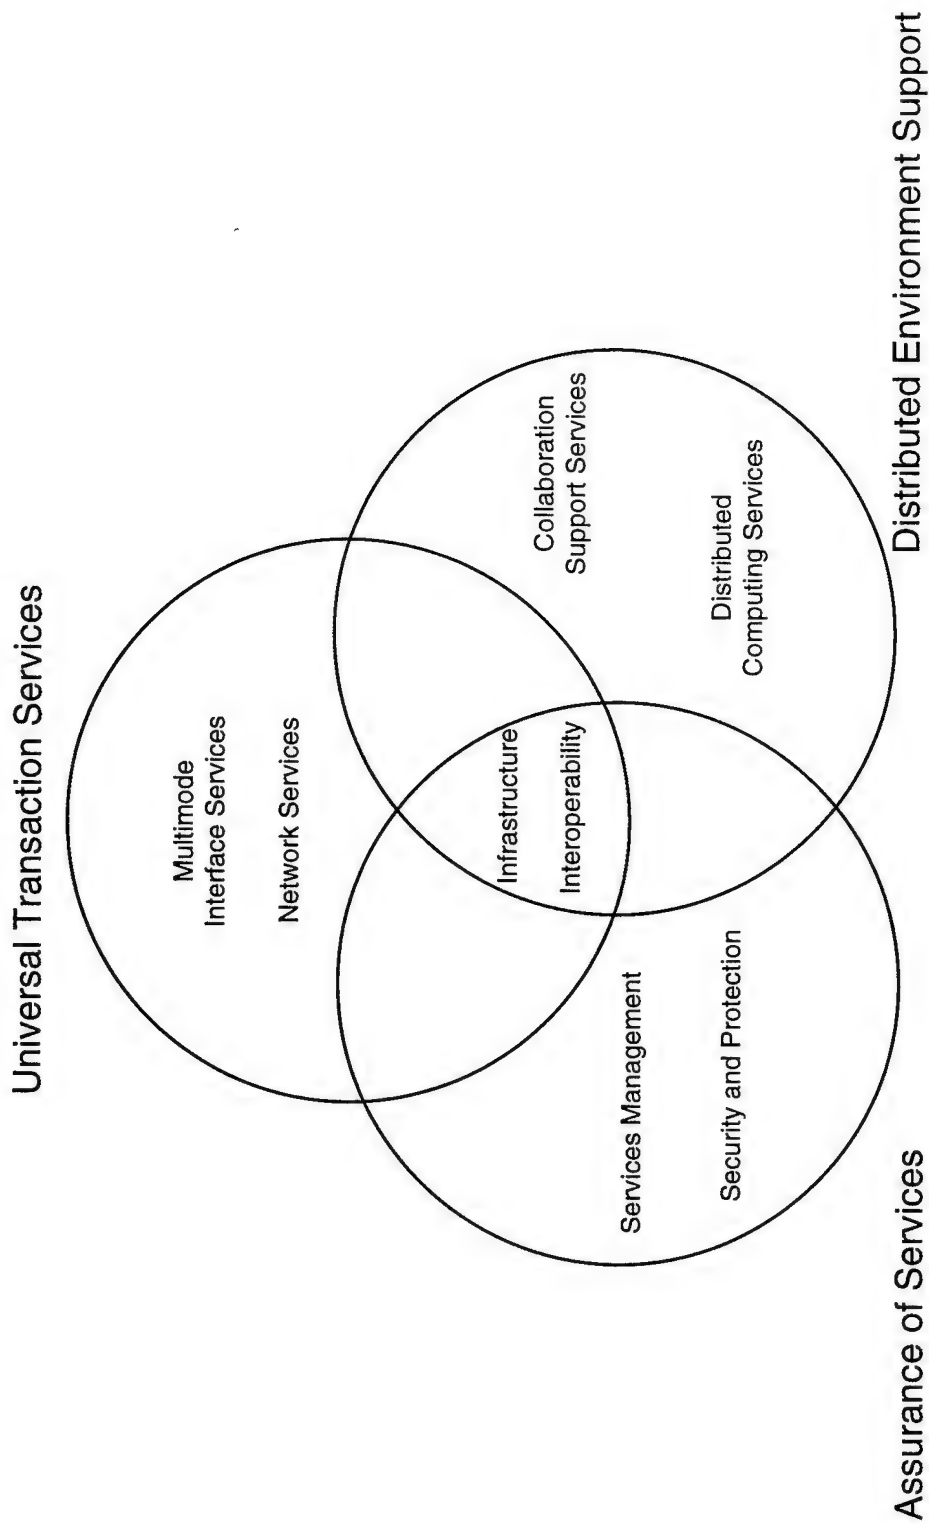 Universal Transaction Services
Multimode
Interface Services
Network Services
Infrastructure
Interoperability
Collaboration
Support Services
Distributed
Computing Services
Services Management
Security and Protection
Assurance of Services
Distributed Environment Support